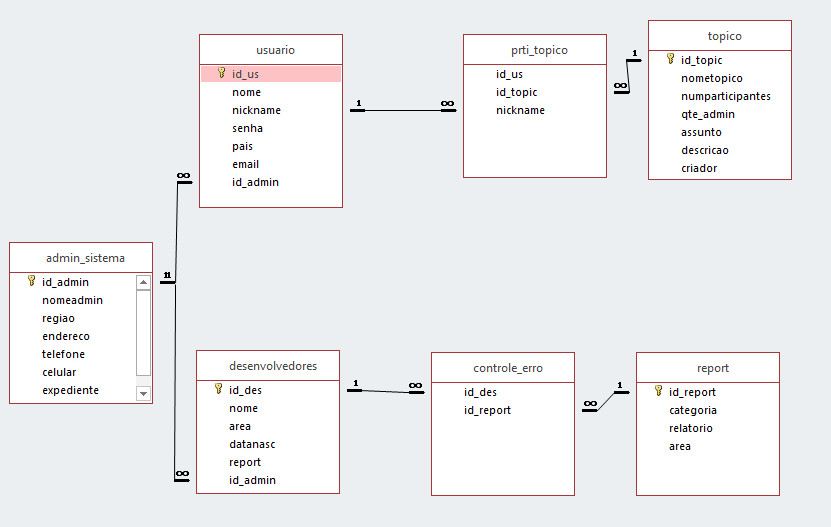 usuario
id_us
nome
nickname
senha
pais
email
id_admin
prti_topico
id_us
id_topic
nickname
topico
id_topic
nometopico
numparticipantes
qte_admin
assunto
descricao
criador
1
∞
∞
1
∞
11
∞
admin_sistema
id_admin
nomeadmin
regiao
endereco
telefone
celular
expediente
desenvolvedores
id_des
nome
area
datanasc
report
id_admin
controle_erro
id_des
id_report
report
id_report
categoria
relatorio
area
1
∞
∞
1